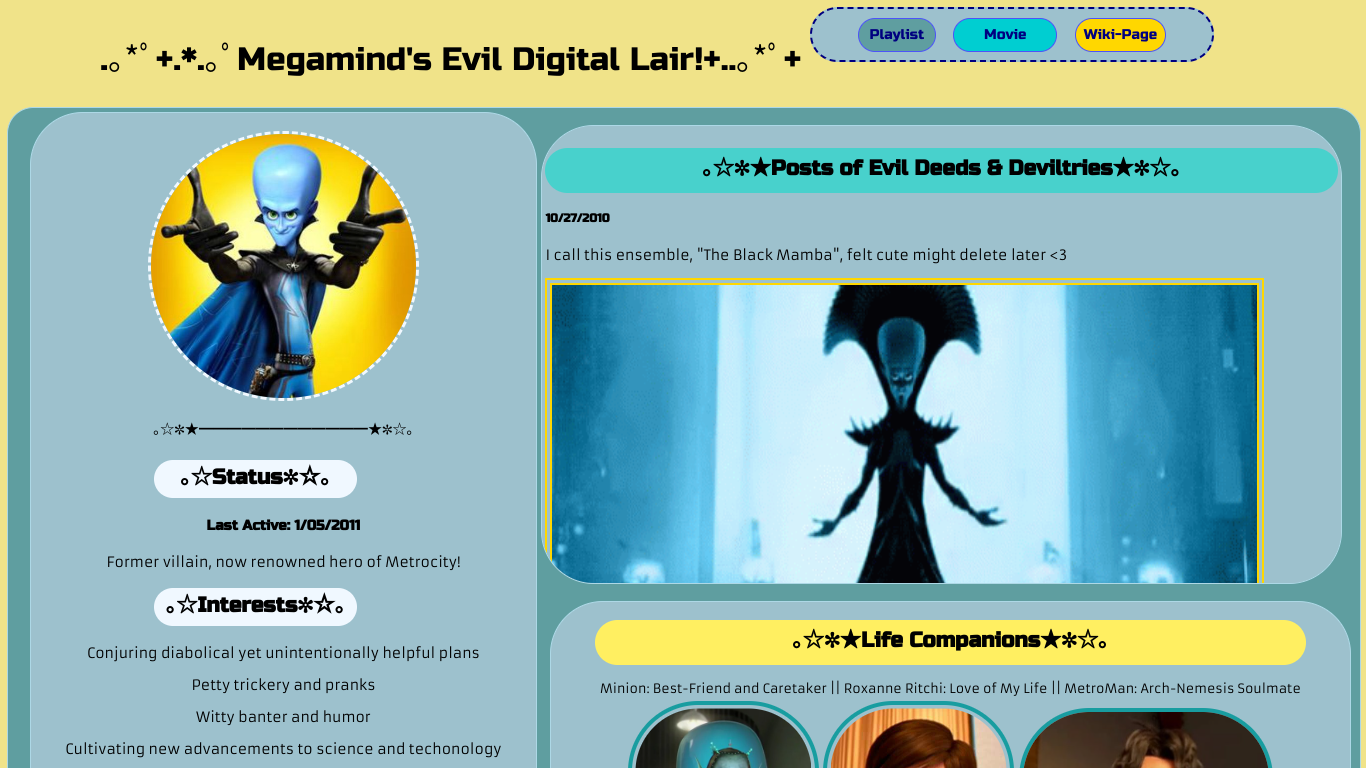 .｡*ﾟ+.*.｡ﾟMegamind's Evil Digital Lair!+..｡*ﾟ+
Playlist
Movie
Wiki-Page
｡☆✼★━━━━━━━━━━━━★✼☆｡
｡☆Status✼☆｡
Last Active: 1/05/2011
Former villain, now renowned hero of Metrocity!
｡☆Interests✼☆｡
Conjuring diabolical yet unintentionally helpful plans
Petty trickery and pranks
Witty banter and humor
Cultivating new advancements to science and techonology
｡☆✼★Posts of Evil Deeds & Deviltries★✼☆｡
10/27/2010
I call this ensemble, "The Black Mamba", felt cute might delete later <3
｡☆✼★Life Companions★✼☆｡
Minion: Best-Friend and Caretaker || Roxanne Ritchi: Love of My Life || MetroMan: Arch-Nemesis Soulmate